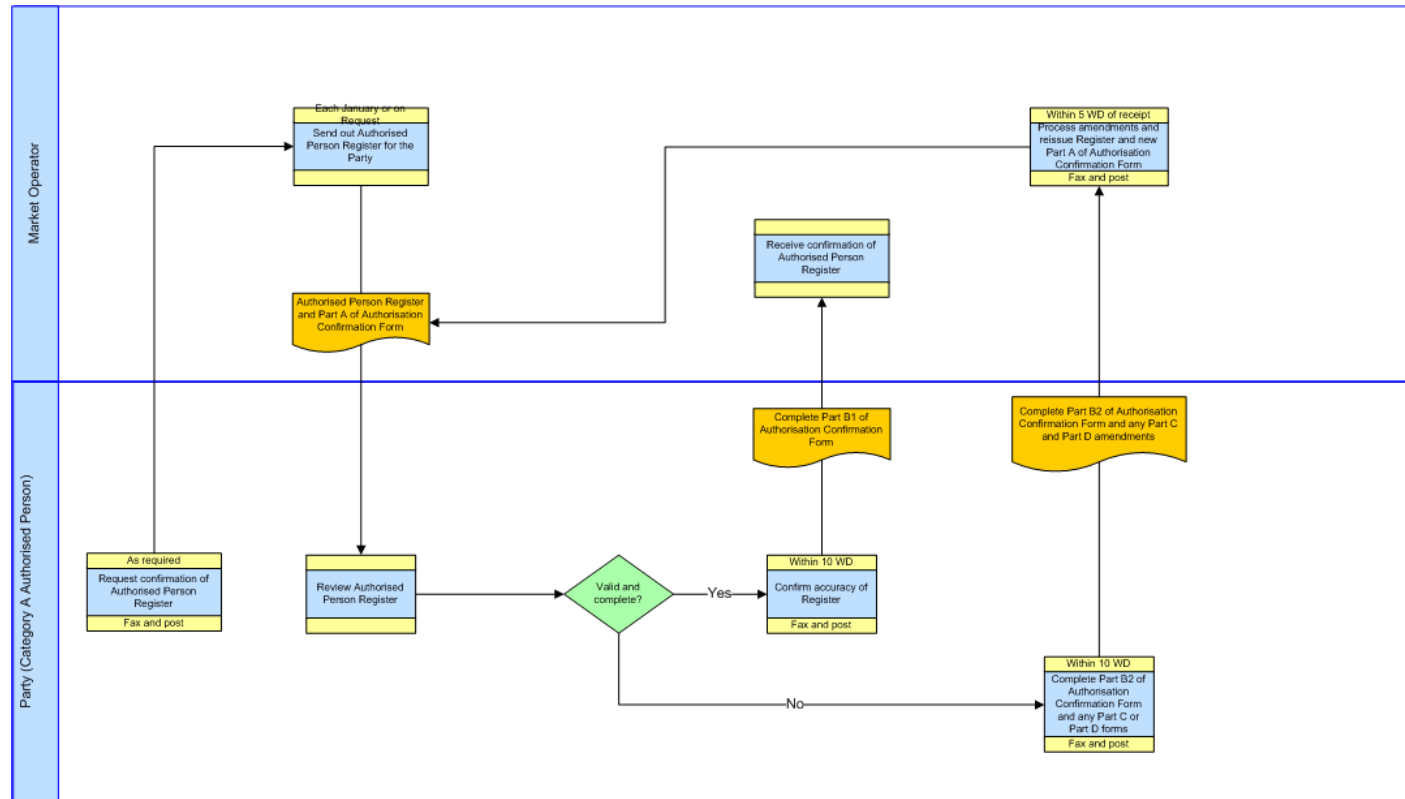 Market Operator
Each January or on
Request
Send out Authorised
Person Register for the
Party
Within 5 WD of receipt
Process amendments and
reissue Register and new
Part A of Authorisation
Confirmation Form
Fax and post
Receive confirmation of
Authorised Person
Register
Authorised Person Register
and Part A of Authorisation
Confirmation Form
Party (Category A Authorised Person)
Complete Part B1 of
Authorisation Confirmation
Form
Complete Part B2 of Authorisation
Confirmation Form and any Part C
and Part D amendments
As required
Request confirmation of
Authorised Person
Register
Fax and post
Review Authorised
Person Register
Valid and
complete?
Yes
Within 10 WD
Confirm accuracy of
Register
Fax and post
No
Within 10 WD
Complete Part B2 of
Authorisation
Confirmation Form
and any Part C or
Part D forms
Fax and post